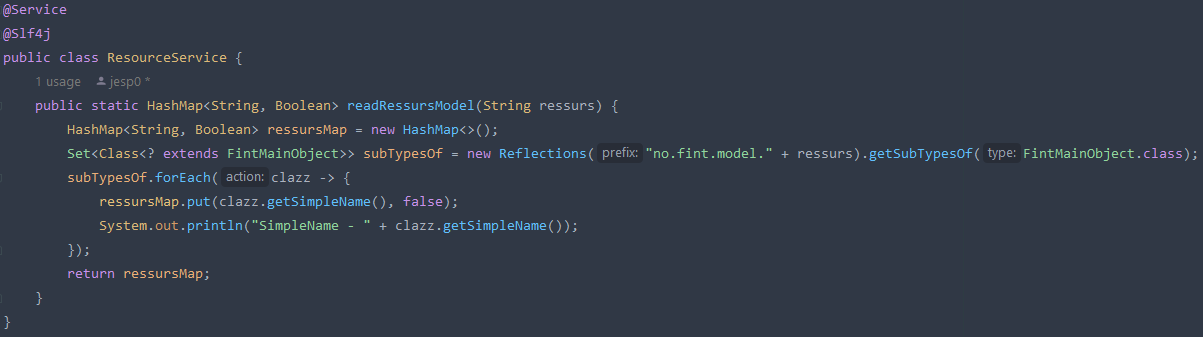 @Service
@Slf4j
public class ResourceService {
1 usage jesp0 *
public static HashMap<String, Boolean> readRessursModel(String ressurs) {
HashMap<String, Boolean> ressursMap = new HashMap<>();
Set<Class<? extends FintMainObject>> subTypesOf = new Reflections( prefix: "no.fint.model." + ressurs).getSubTypesOf( type: FintMainObject.class);
subTypesOf.forEach( action: clazz -> {
ressursMap.put(clazz.getSimpleName(), false);
System.out.println("SimpleName - " + clazz.getSimpleName());
});
return ressursMap;
}
}